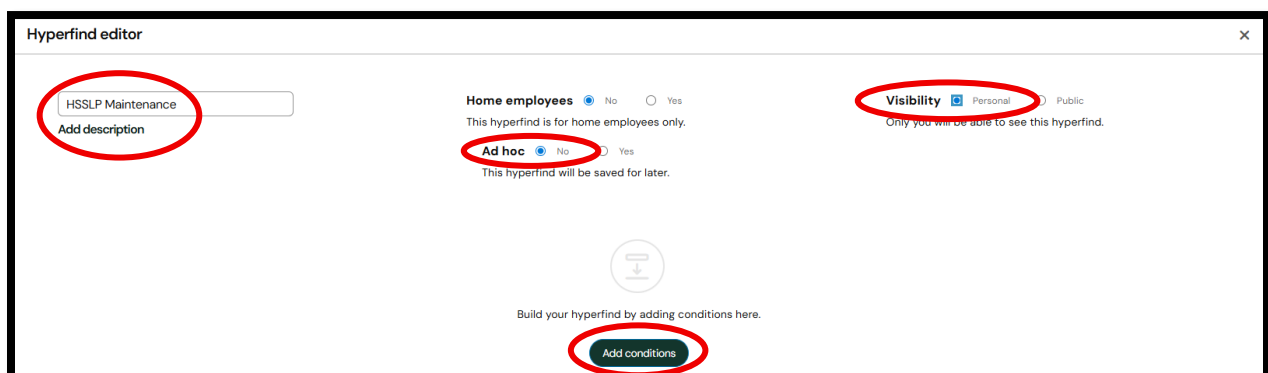 Hyperfind editor
HSSLP Maintenance
Add description
Home employees No Yes
This hyperfind is for home employees only.
Ad hoc No Yes
This hyperfind will be saved for later.
Visibility Personal Public
Only you will be able to see this hyperfind.
Build your hyperfind by adding conditions here.
Add conditions